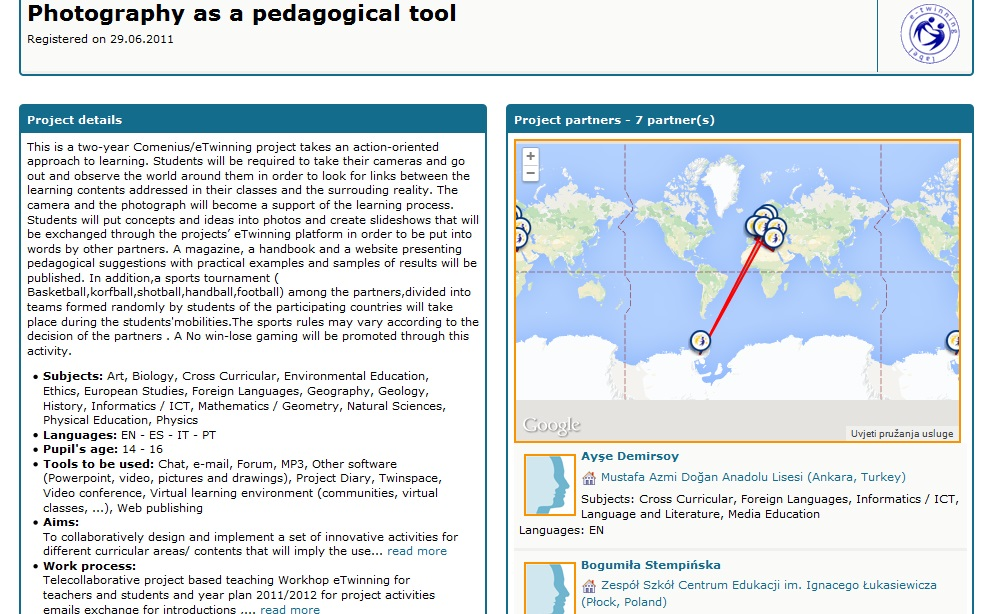 Photography as a pedagogical tool
Registered on 29.06.2011
e-twinning
label
Project details
This is a two-year Comenius/eTwinning project takes an action-oriented
approach to learning. Students will be required to take their cameras and go
out and observe the world around them in order to look for links between the
learning contents addressed in their classes and the surrouding reality. The
camera and the photograph will become a support of the learning process.
Students will put concepts and ideas into photos and create slideshows that will
be exchanged through the projects’ eTwinning platform in order to be put into
words by other partners. A magazine, a handbook and a website presenting
pedagogical suggestions with practical examples and samples of results will be
published. In addition,a sports tournament (
Basketball,korfball,shotball,handball,football) among the partners,divided into
teams formed randomly by students of the participating countries will take
place during the students'mobilities.The sports rules may vary according to the
decision of the partners . A No win-lose gaming will be promoted through this
activity.
• Subjects: Art, Biology, Cross Curricular, Environmental Education,
Ethics, European Studies, Foreign Languages, Geography, Geology,
History, Informatics / ICT, Mathematics / Geometry, Natural Sciences,
Physical Education, Physics
• Languages: EN - ES - IT - PT
• Pupil's age: 14 - 16
• Tools to be used: Chat, e-mail, Forum, MP3, Other software
(Powerpoint, video, pictures and drawings), Project Diary, Twinspace,
Video conference, Virtual learning environment (communities, virtual
classes, ...), Web publishing
• Aims:
To collaboratively design and implement a set of innovative activities for
different curricular areas/ contents that will imply the use... read more
• Work process:
Telecollaborative project based teaching Workhop eTwinning for
teachers and students and year plan 2011/2012 for project activities
emails exchange for introductions .... read more
Project partners - 7 partner(s)
+
−
Google
Uvjeti pružanja usluge
Ayşe Demirsoy
Mustafa Azmi Doğan Anadolu Lisesi (Ankara, Turkey)
Subjects: Cross Curricular, Foreign Languages, Informatics / ICT,
Language and Literature, Media Education
Languages: EN
Bogumiła Stempińska
Zespół Szkół Centrum Edukacji im. Ignacego Łukasiewicza
(Płock, Poland)